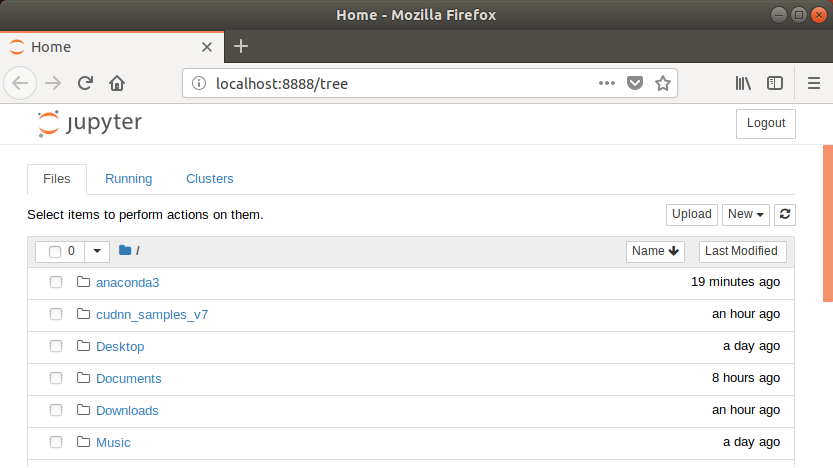 Home - Mozilla Firefox
Home
localhost:8888/tree
jupyter
Logout
Files Running Clusters
Select items to perform actions on them.
Upload New
0 / Name Last Modified
anaconda3 19 minutes ago
cudnn_samples_v7 an hour ago
Desktop a day ago
Documents 8 hours ago
Downloads an hour ago
Music a day ago